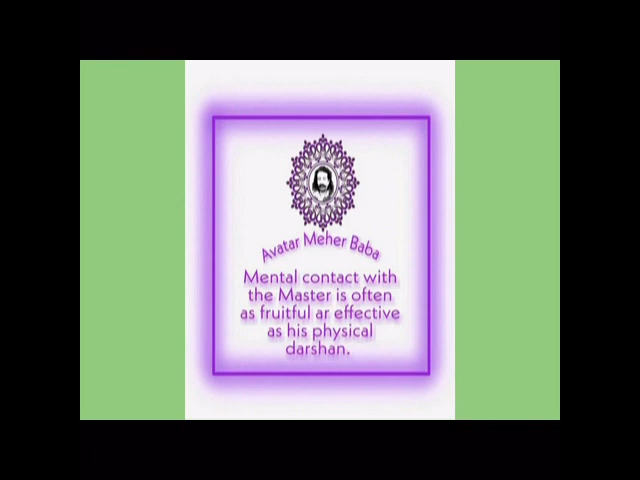 Avatar Meher Baba
Mental contact with
the Master is often
as fruitful ar effective
as his physical
darshan.